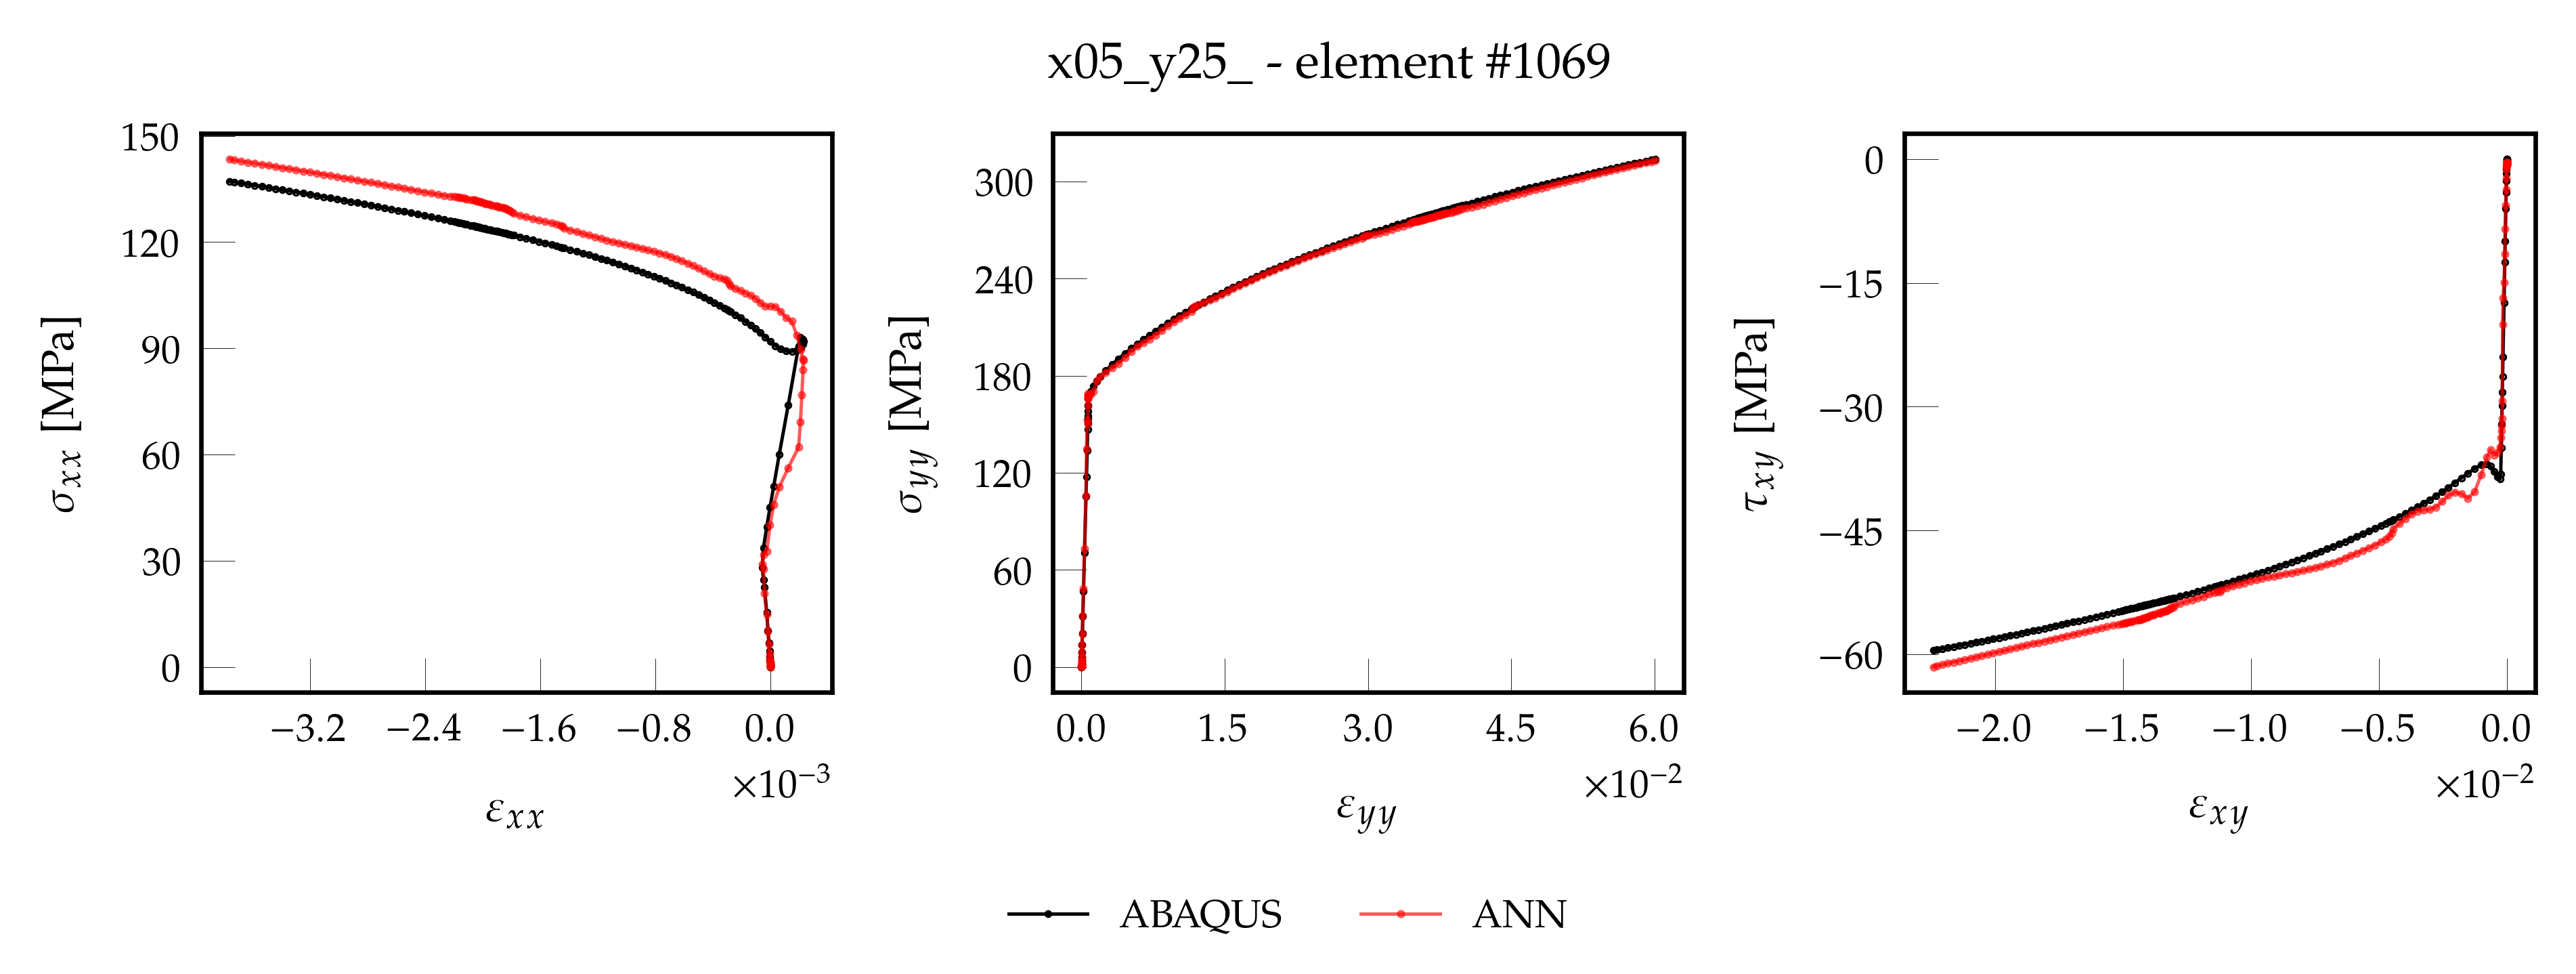 x05_y25_ - element #1069
150
120
90
60
30
0
σxx [MPa]
−3.2 −2.4 −1.6 −0.8 0.0
×10⁻³
εxx
300
240
180
120
60
0
σyy [MPa]
0.0 1.5 3.0 4.5 6.0
×10⁻²
εyy
0
−15
−30
−45
−60
τxy [MPa]
−2.0 −1.5 −1.0 −0.5 0.0
×10⁻²
εxy
ABAQUS ANN